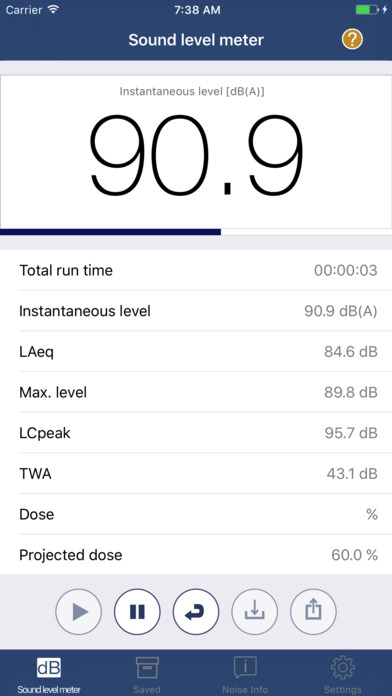 Carrier 7:38 AM
Sound level meter ?
Instantaneous level [dB(A)]
90.9
Total run time 00:00:03
Instantaneous level 90.9 dB(A)
LAeq 84.6 dB
Max. level 89.8 dB
LCpeak 95.7 dB
TWA 43.1 dB
Dose %
Projected dose 60.0 %
dB i
Sound level meter Saved Noise Info Settings